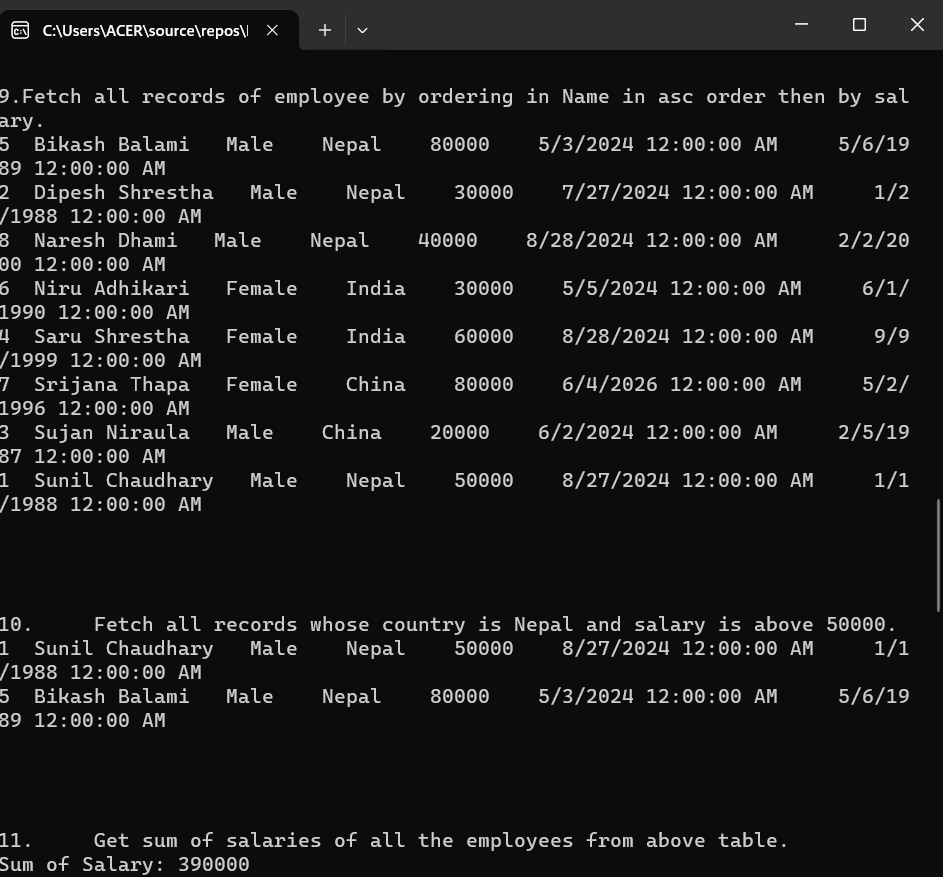 C:\Users\ACER\source\repos\
9.Fetch all records of employee by ordering in Name in asc order then by sal
ary.
5  Bikash Balami   Male    Nepal    80000    5/3/2024 12:00:00 AM     5/6/19
89 12:00:00 AM
2  Dipesh Shrestha   Male    Nepal    30000    7/27/2024 12:00:00 AM     1/2
/1988 12:00:00 AM
8  Naresh Dhami   Male    Nepal    40000    8/28/2024 12:00:00 AM     2/2/20
00 12:00:00 AM
6  Niru Adhikari   Female    India    30000    5/5/2024 12:00:00 AM     6/1/
1990 12:00:00 AM
4  Saru Shrestha   Female    India    60000    8/28/2024 12:00:00 AM     9/9
/1999 12:00:00 AM
7  Srijana Thapa   Female    China    80000    6/4/2026 12:00:00 AM     5/2/
1996 12:00:00 AM
3  Sujan Niraula   Male    China    20000    6/2/2024 12:00:00 AM     2/5/19
87 12:00:00 AM
1  Sunil Chaudhary   Male    Nepal    50000    8/27/2024 12:00:00 AM     1/1
/1988 12:00:00 AM
10.     Fetch all records whose country is Nepal and salary is above 50000.
1  Sunil Chaudhary   Male    Nepal    50000    8/27/2024 12:00:00 AM     1/1
/1988 12:00:00 AM
5  Bikash Balami   Male    Nepal    80000    5/3/2024 12:00:00 AM     5/6/19
89 12:00:00 AM
11.     Get sum of salaries of all the employees from above table.
Sum of Salary: 390000